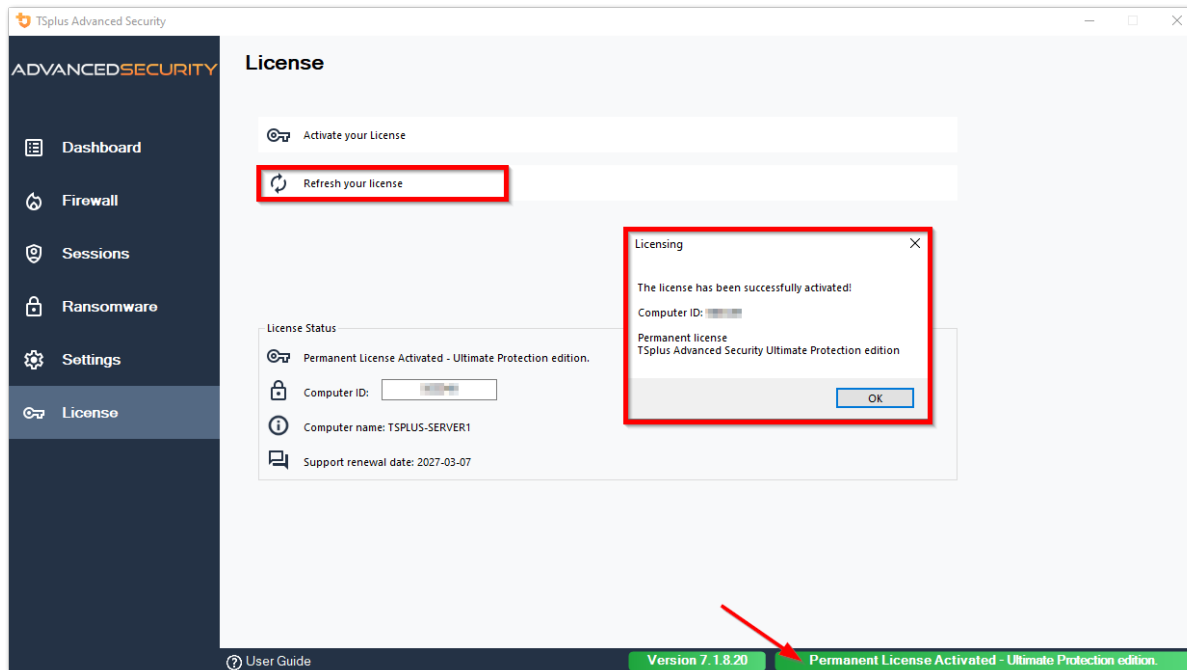 TSplus Advanced Security
ADVANCEDSECURITY
License
Dashboard
Firewall
Sessions
Ransomware
Settings
License
Activate your License
Refresh your license
Licensing
The license has been successfully activated!
Computer ID:
Permanent license
TSplus Advanced Security Ultimate Protection edition
OK
License Status
Permanent License Activated - Ultimate Protection edition.
Computer ID:
Computer name: TSPLUS-SERVER1
Support renewal date: 2027-03-07
User Guide
Version 7.1.8.20
Permanent License Activated - Ultimate Protection edition.